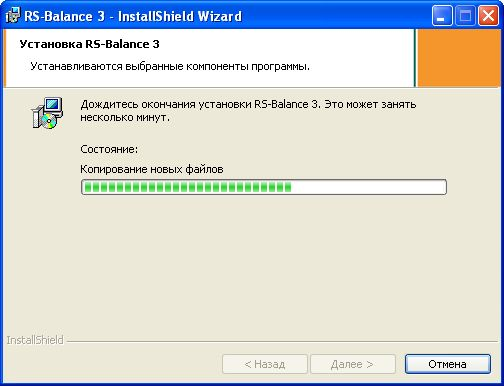 RS-Balance 3 - InstallShield Wizard
Установка RS-Balance 3
Устанавливаются выбранные компоненты программы.
Дождитесь окончания установки RS-Balance 3. Это может занять
несколько минут.
Состояние:
Копирование новых файлов
InstallShield
< Назад
Далее >
Отмена